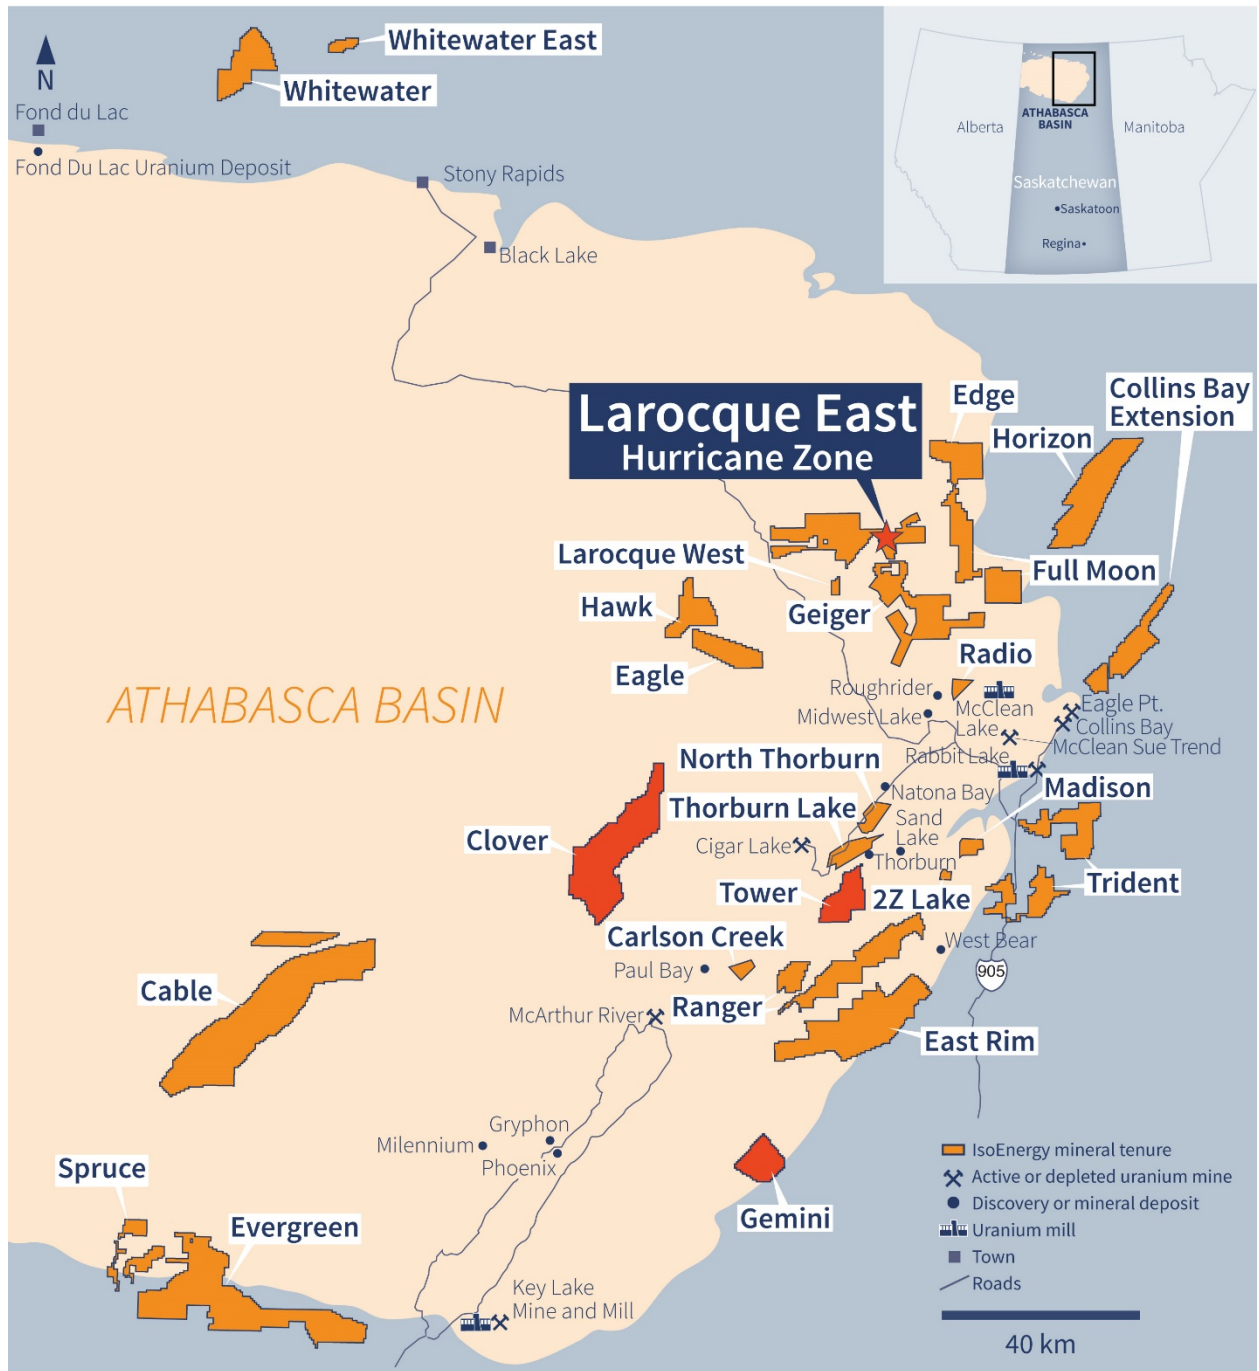 Whitewater East
Whitewater
N
Fond du Lac
Fond Du Lac Uranium Deposit
Stony Rapids
Black Lake
Alberta
ATHABASCA
BASIN
Manitoba
Saskatchewan
Saskatoon
Regina
Larocque East
Hurricane Zone
Edge
Horizon
Collins Bay
Extension
Larocque West
Hawk
Eagle
Geiger
Full Moon
Radio
Roughrider
Midwest Lake
McClean
Lake
Eagle Pt.
Collins Bay
McClean Sue Trend
Rabbit Lake
ATHABASCA BASIN
North Thorburn
Natona Bay
Madison
Thorburn Lake
Sand
Lake
Cigar Lake
Thorburn
Clover
Tower
2Z Lake
Trident
Carlson Creek
West Bear
Paul Bay
905
Cable
Ranger
McArthur River
East Rim
Gryphon
Milennium
Phoenix
Spruce
Evergreen
Gemini
Key Lake
Mine and Mill
IsoEnergy mineral tenure
Active or depleted uranium mine
Discovery or mineral deposit
Uranium mill
Town
Roads
40 km